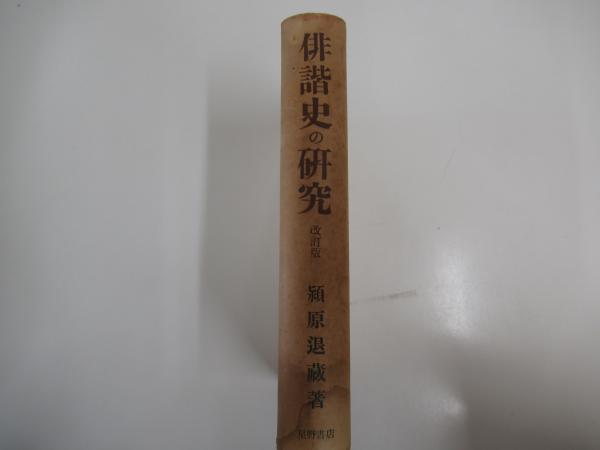 俳諧史の研究
改訂版
潁原退蔵著
星野書店